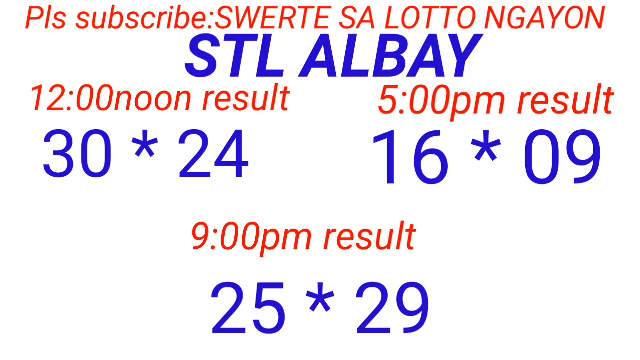 Pls subscribe:SWERTE SA LOTTO NGAYON
STL ALBAY
12:00noon result
30 * 24
5:00pm result
16 * 09
9:00pm result
25 * 29